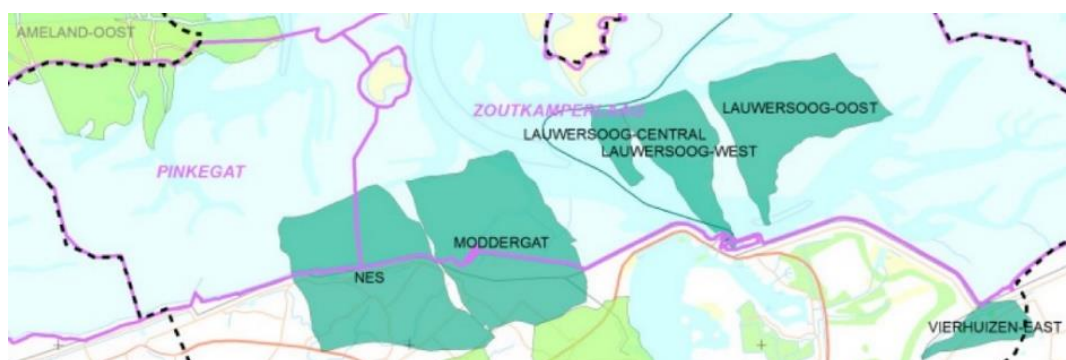 AMELAND-OOST
ZOUTKAMPERLAAG
LAUWERSOOG-OOST
LAUWERSOOG-CENTRAL
LAUWERSOOG-WEST
PINKEGAT
MODDERGAT
NES
VIERHUIZEN-EAST